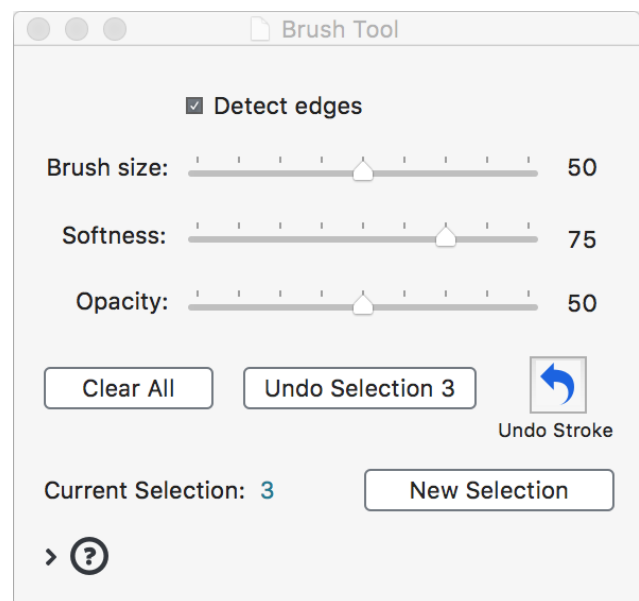 Brush Tool
Detect edges
Brush size: 50
Softness: 75
Opacity: 50
Clear All
Undo Selection 3
Undo Stroke
Current Selection: 3
New Selection
> ?